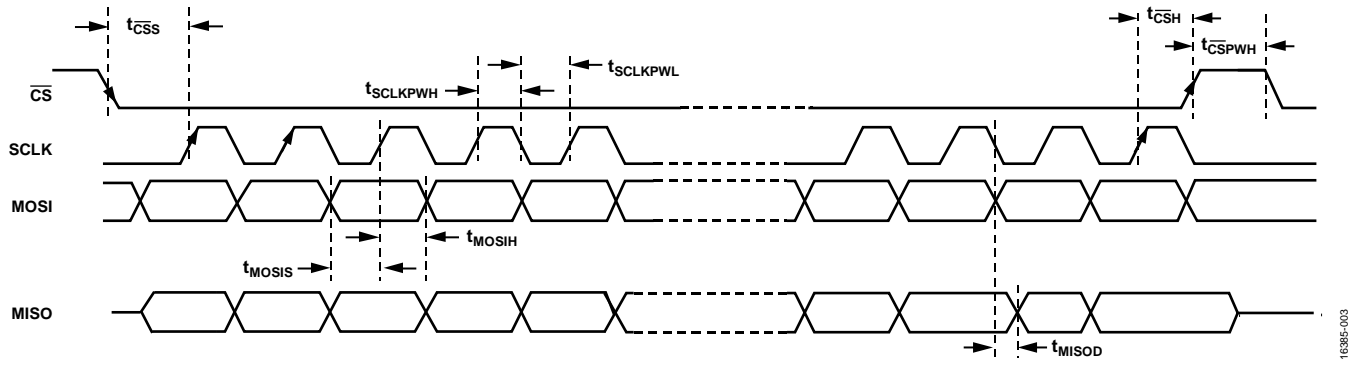 tCSS
tCSH
tCSPWH
tSCLKPWL
tSCLKPWH
CS
SCLK
MOSI
tMOSIH
tMOSIS
MISO
tMISOD
16385-003